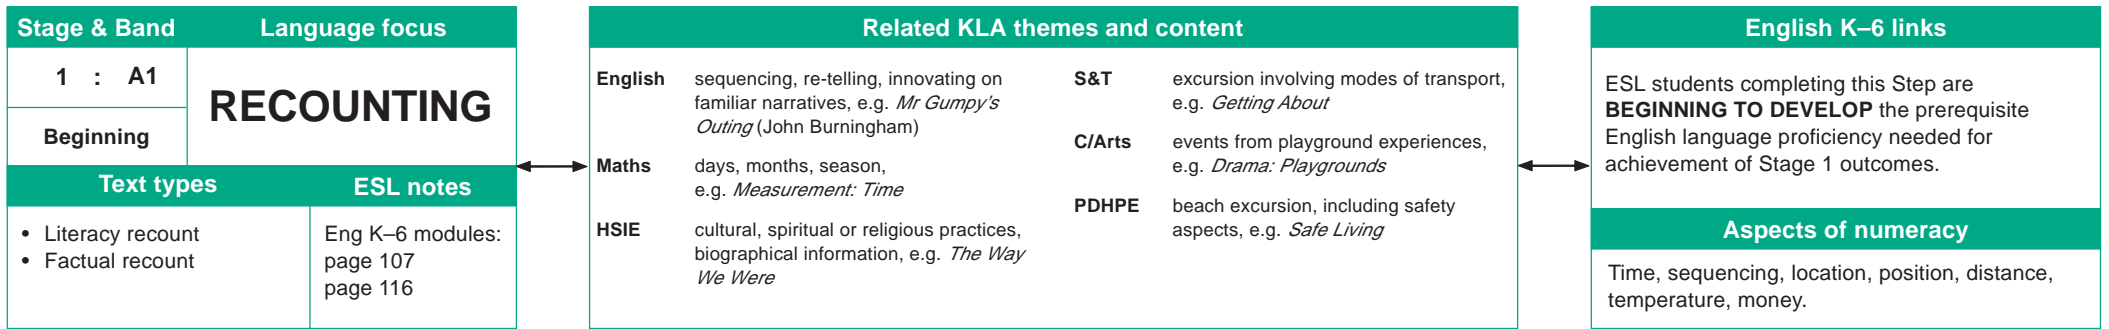 Stage & Band
Language focus
1 : A1
Beginning
RECOUNTING
Text types
ESL notes
• Literacy recount
• Factual recount
Eng K–6 modules:
page 107
page 116
Related KLA themes and content
English
sequencing, re-telling, innovating on
familiar narratives, e.g. Mr Gumpy's
Outing (John Burningham)
Maths
days, months, season,
e.g. Measurement: Time
HSIE
cultural, spiritual or religious practices,
biographical information, e.g. The Way
We Were
S&T
excursion involving modes of transport,
e.g. Getting About
C/Arts
events from playground experiences,
e.g. Drama: Playgrounds
PDHPE
beach excursion, including safety
aspects, e.g. Safe Living
English K–6 links
ESL students completing this Step are
BEGINNING TO DEVELOP the prerequisite
English language proficiency needed for
achievement of Stage 1 outcomes.
Aspects of numeracy
Time, sequencing, location, position, distance,
temperature, money.